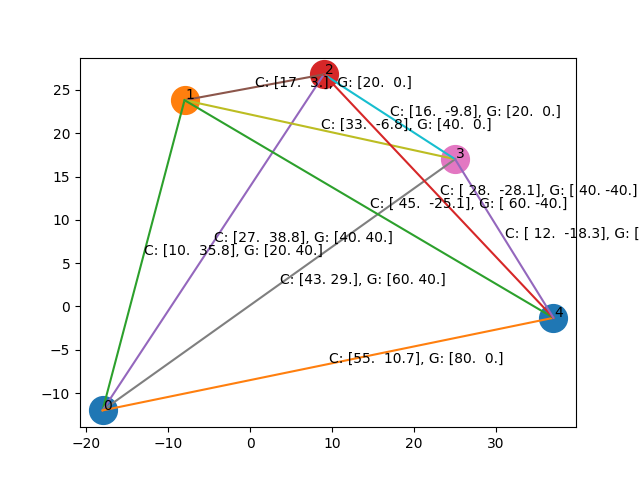 2
C: [17.  3.], G: [20.  0.]
25
1
C: [16.  -9.8], G: [20.  0.]
20
C: [33.  -6.8], G: [40.  0.]
3
15
C: [ 28.  -28.1], G: [ 40. -40.]
C: [ 45.  -25.1], G: [ 60. -40.]
10
C: [ 12.  -18.3], G: [
C: [27.  38.8], G: [40. 40.]
C: [10.  35.8], G: [20. 40.]
5
C: [43. 29.], G: [60. 40.]
0
4
−5
C: [55.  10.7], G: [80.  0.]
−10
0
−20 −10 0 10 20 30